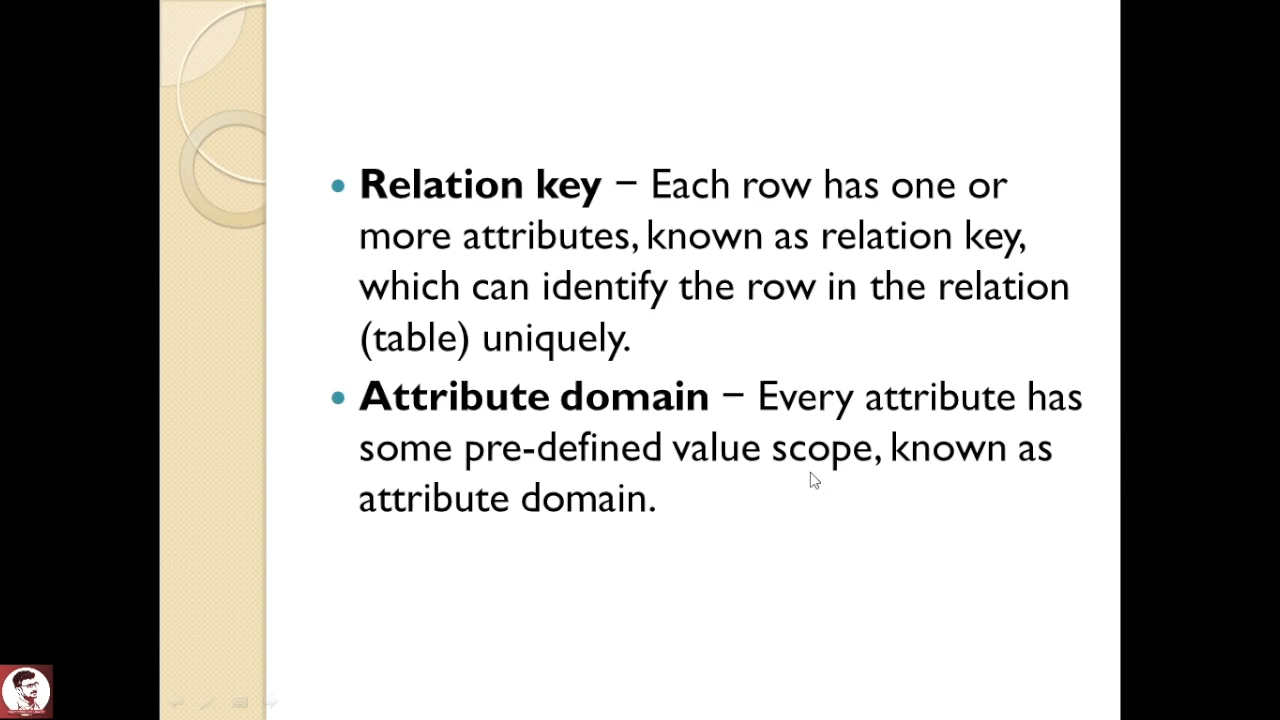 • Relation key − Each row has one or
more attributes, known as relation key,
which can identify the row in the relation
(table) uniquely.
• Attribute domain − Every attribute has
some pre-defined value scope, known as
attribute domain.